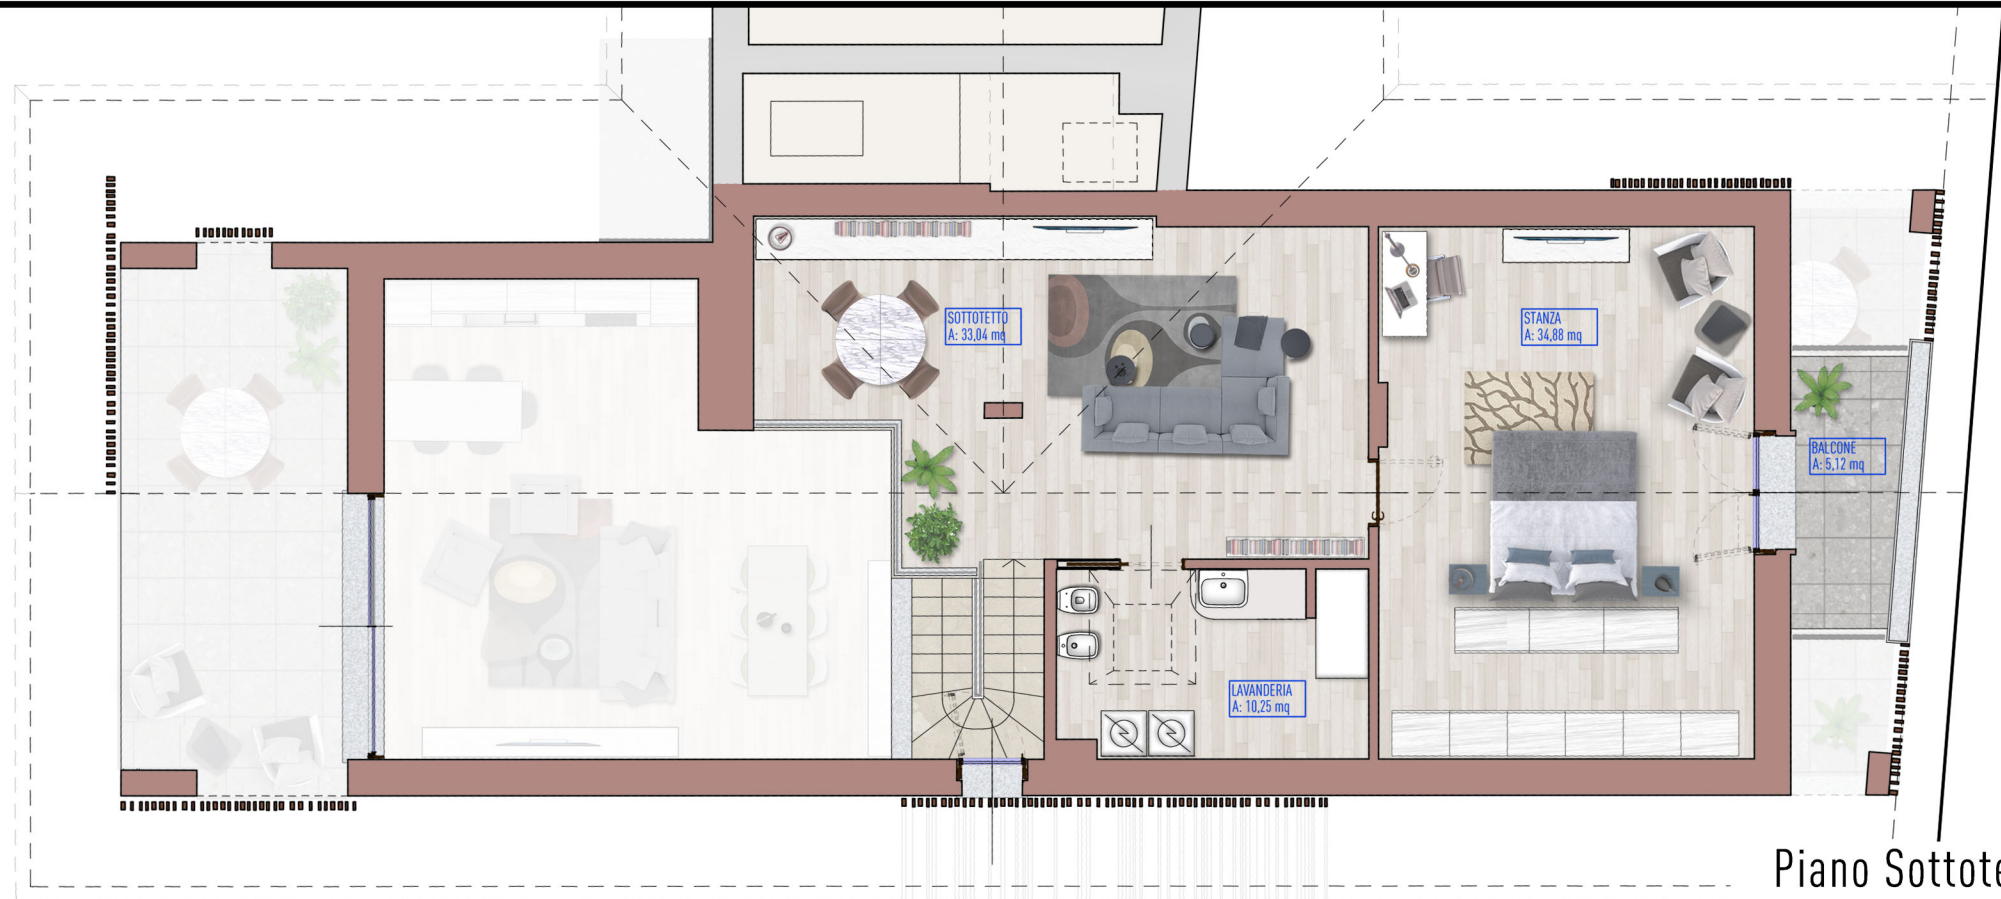 SOTTOTETTO
A: 33,04 mq
STANZA
A: 34,88 mq
BALCONE
A: 5,12 mq
LAVANDERIA
A: 10,25 mq
Piano Sottote